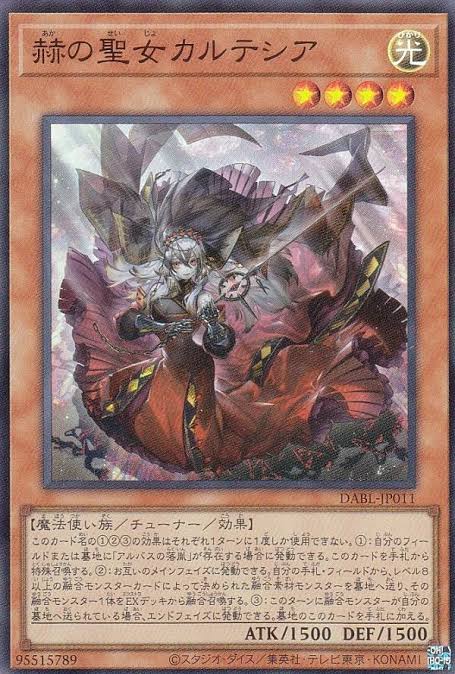 赫の聖女カルテシア
光
DABL-JP011
【魔法使い族/チューナー/効果】
このカード名の①②③の効果はそれぞれ1ターンに1度しか使用できない。①:自分のフィ
ールドまたは墓地に「アルバスの落胤」が存在する場合に発動できる。このカードを手札から
特殊召喚する。②:お互いのメインフェイズに発動できる。自分の手札・フィールドから、レベル8
以上の融合モンスターカードによって決められた融合素材モンスターを墓地へ送り、その
融合モンスター1体をEXデッキから融合召喚する。③:このターンに融合モンスターが自分の
墓地へ送られている場合、エンドフェイズに発動できる。墓地のこのカードを手札に加える。
ATK/1500 DEF/1500
95515789
©スタジオ・ダイス/集英社・テレビ東京・KONAMI